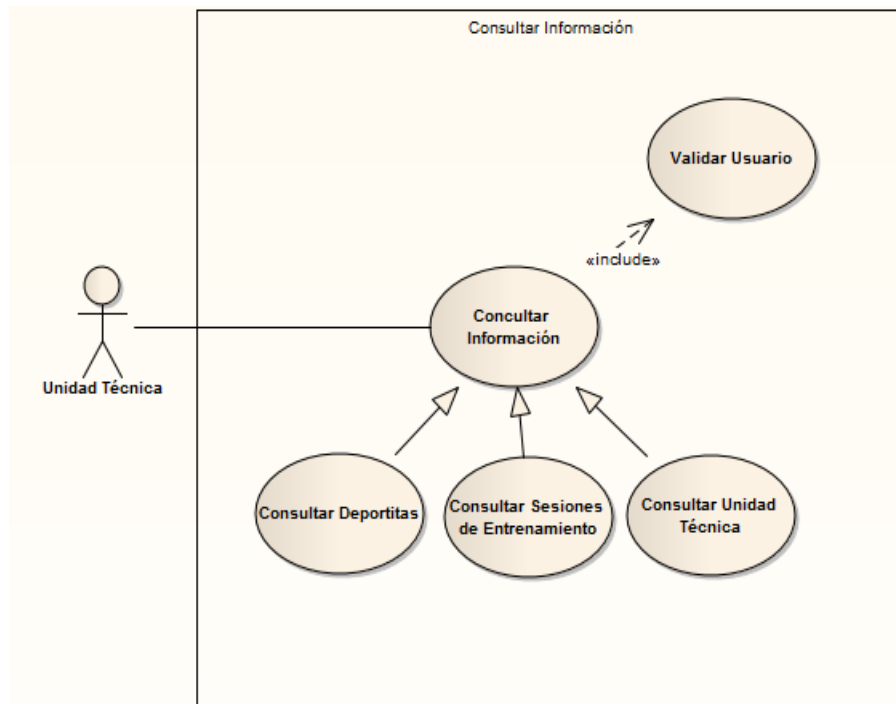 Consultar Información
Validar Usuario
«include»
Concultar
Información
Unidad Técnica
Consultar Deportitas
Consultar Sesiones
de Entrenamiento
Consultar Unidad
Técnica